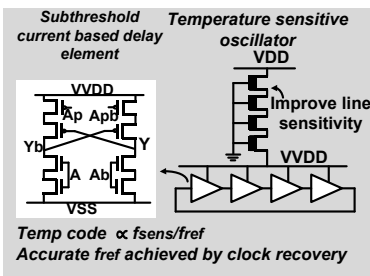 Subthreshold
current based delay
element
Temperature sensitive
oscillator
VDD
VVDD
Ap Apb
Improve line
sensitivity
Yb Y
VVDD
A Ab
VSS
Temp code ∝ fsens/fref
Accurate fref achieved by clock recovery